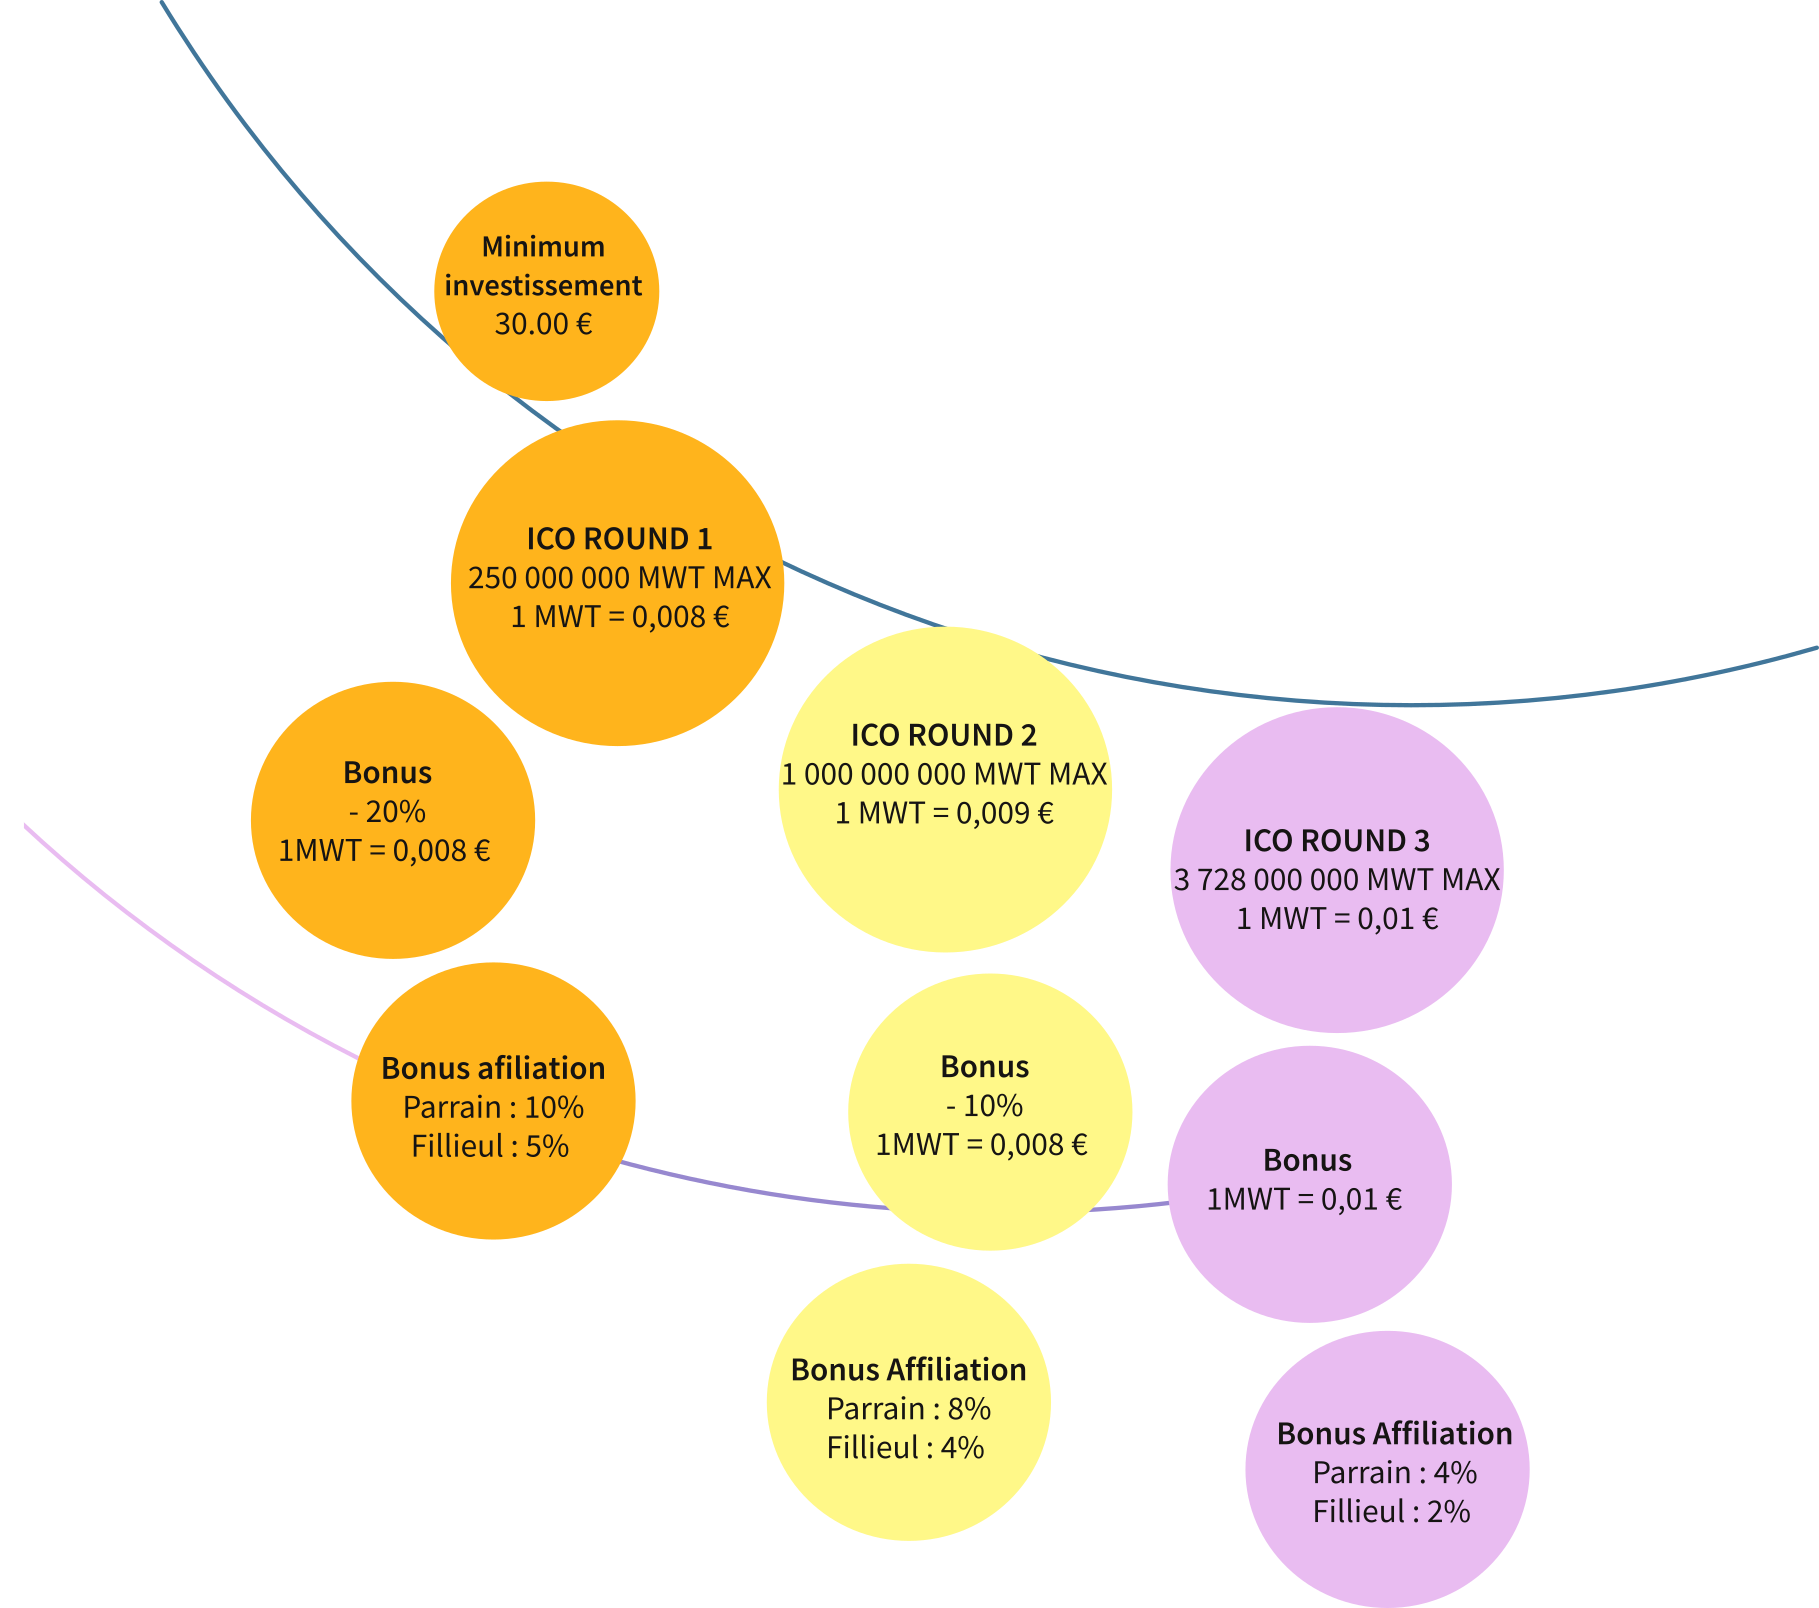 Minimum
investissement
30.00 €
ICO ROUND 1
250 000 000 MWT MAX
1 MWT = 0,008 €
Bonus
- 20%
1MWT = 0,008 €
Bonus afiliation
Parrain : 10%
Fillieul : 5%
ICO ROUND 2
1 000 000 000 MWT MAX
1 MWT = 0,009 €
Bonus
- 10%
1MWT = 0,008 €
Bonus Affiliation
Parrain : 8%
Fillieul : 4%
ICO ROUND 3
3 728 000 000 MWT MAX
1 MWT = 0,01 €
Bonus
1MWT = 0,01 €
Bonus Affiliation
Parrain : 4%
Fillieul : 2%